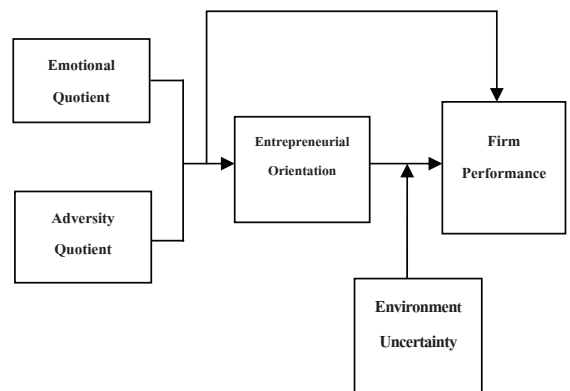 Emotional
Quotient
Entrepreneurial
Orientation
Firm
Performance
Adversity
Quotient
Environment
Uncertainty